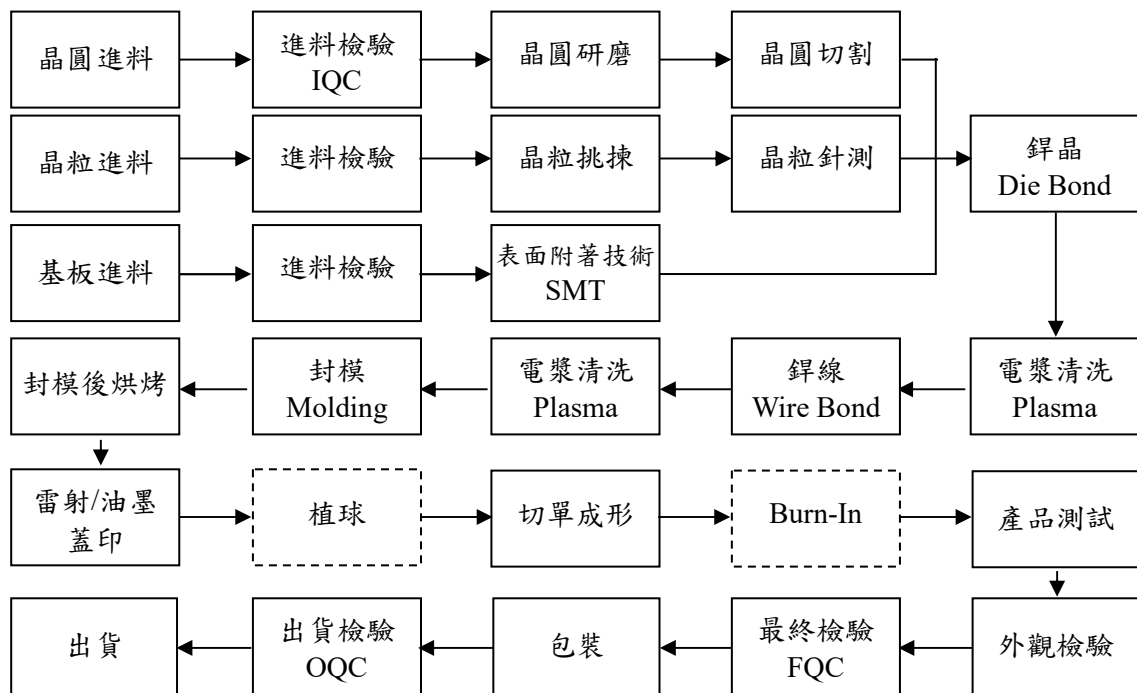 晶圓進料
進料檢驗
IQC
晶圓研磨
晶圓切割
晶粒進料
進料檢驗
晶粒挑揀
晶粒針測
銲晶
Die Bond
基板進料
進料檢驗
表面附著技術
SMT
封模後烘烤
封模
Molding
電漿清洗
Plasma
銲線
Wire Bond
電漿清洗
Plasma
雷射/油墨
蓋印
植球
切單成形
Burn-In
產品測試
出貨
出貨檢驗
OQC
包裝
最終檢驗
FQC
外觀檢驗